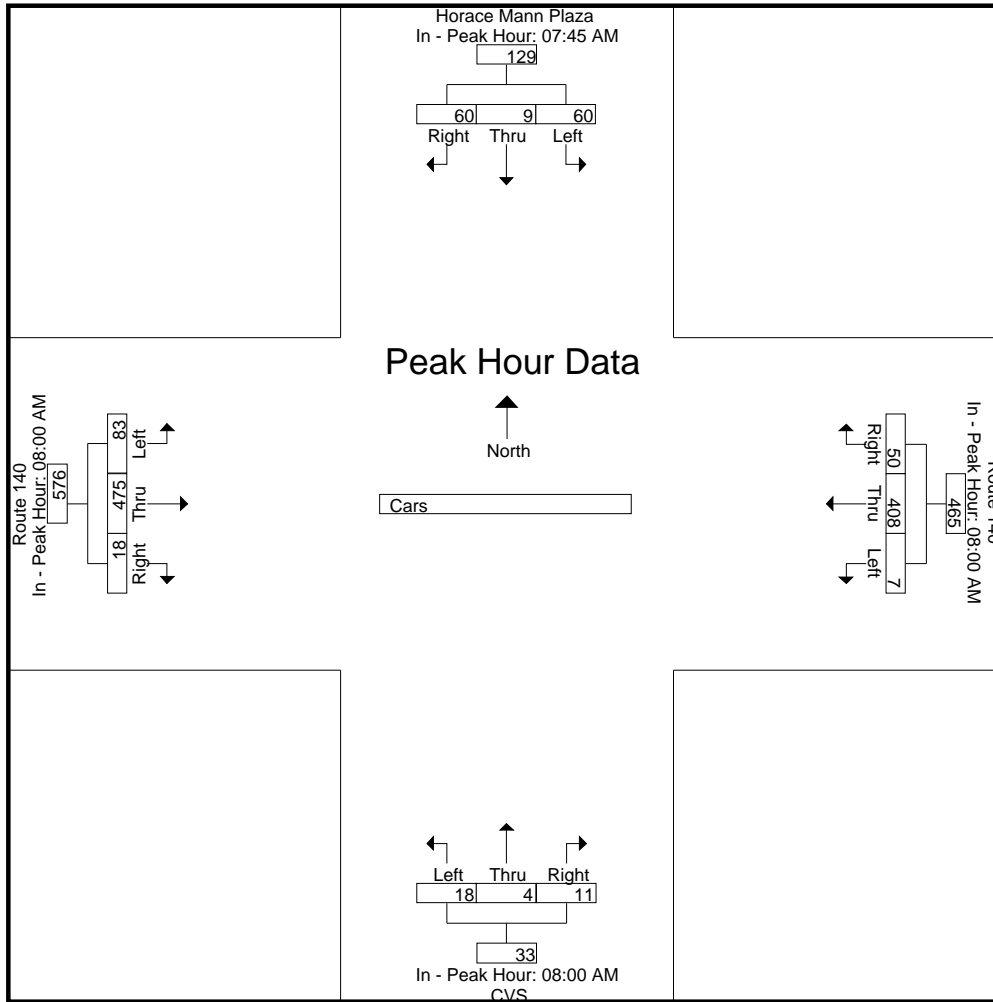 Horace Mann Plaza
In - Peak Hour: 07:45 AM
129
60 9 60
Right Thru Left
Peak Hour Data
North
Cars
Route 140
In - Peak Hour: 08:00 AM
576
83 475 18
Left Thru Right
Route 140
In - Peak Hour: 08:00 AM
465
50 408 7
Right Thru Left
Left Thru Right
18 4 11
33
In - Peak Hour: 08:00 AM
CVS